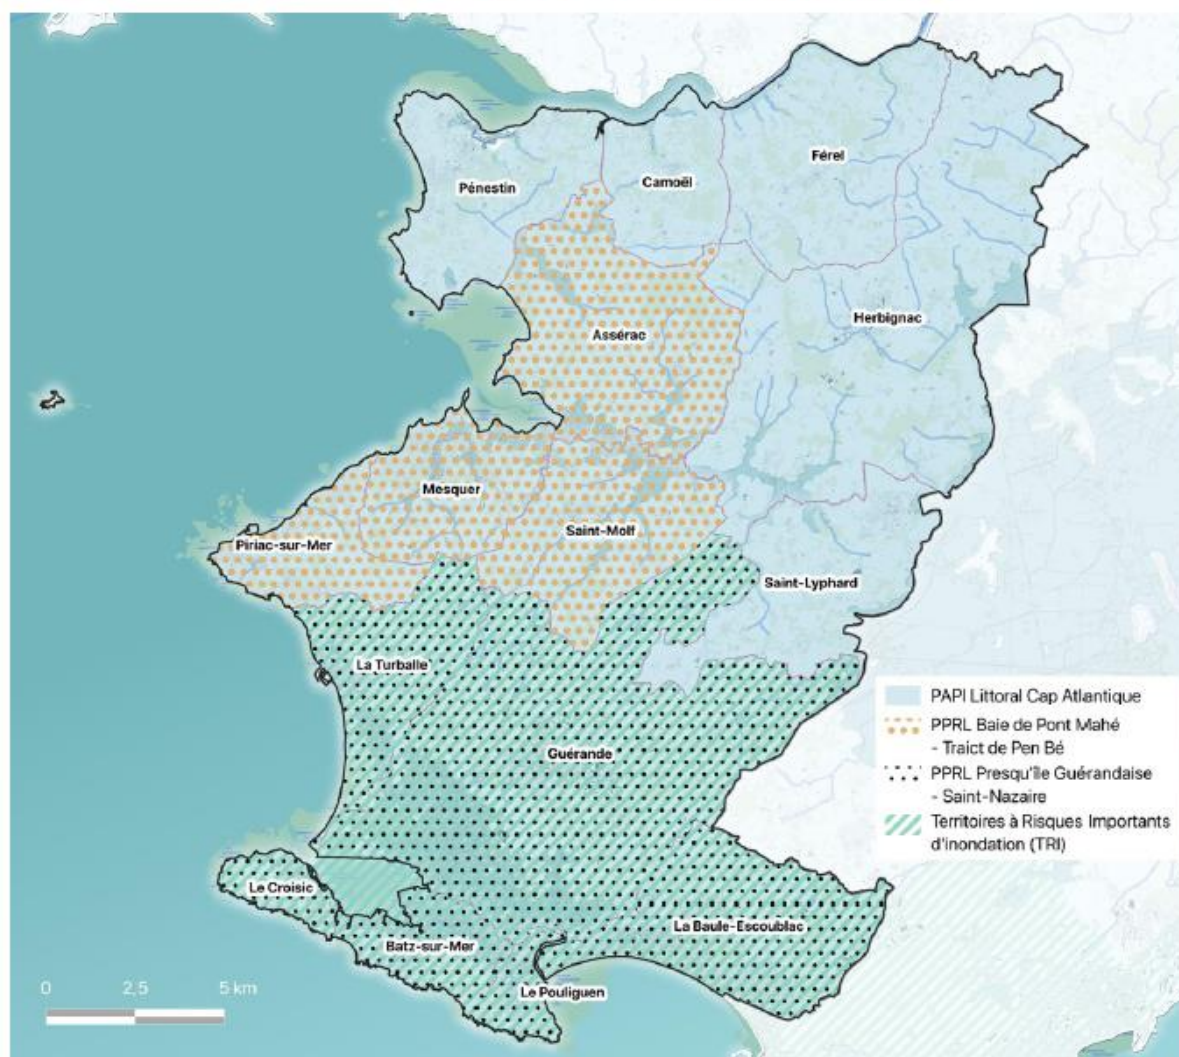 Férel
Camoël
Pénestin
Herbignac
Assérac
Mesquer
Saint-Molf
Piriac-sur-Mer
Saint-Lyphard
La Turballe
PAPI Littoral Cap Atlantique
PPRL Baie de Pont Mahé
- Traict de Pen Bé
Guérande
PPRL Presqu'île Guérandaise
- Saint-Nazaire
Territoires à Risques Importants
d'inondation (TRI)
Le Croisic
La Baule-Escoublac
Batz-sur-Mer
Le Pouliguen
0 2,5 5 km